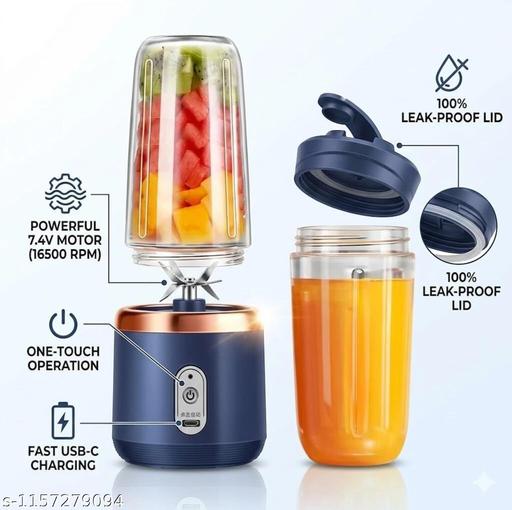 100%
LEAK-PROOF LID
POWERFUL
7.4V MOTOR
(16500 RPM)
100%
LEAK-PROOF
LID
ONE-TOUCH
OPERATION
FAST USB-C
CHARGING
s-1157279094